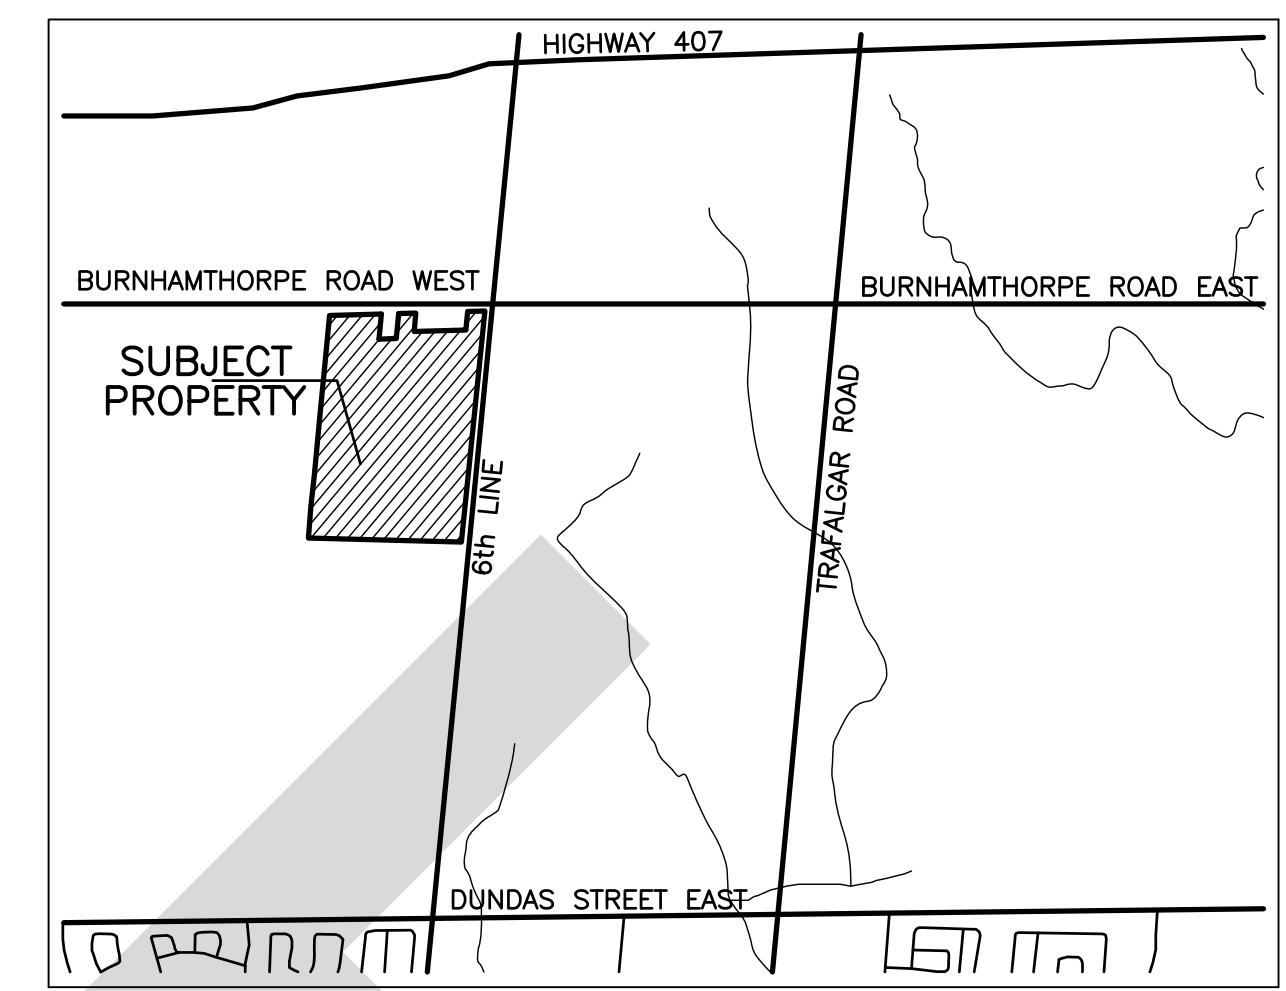 HIGHWAY 407
BURNHAMTHORPE ROAD WEST
BURNHAMTHORPE ROAD EAST
SUBJECT
PROPERTY
TRAFALGAR ROAD
6th LINE
DUNDAS STREET EAST